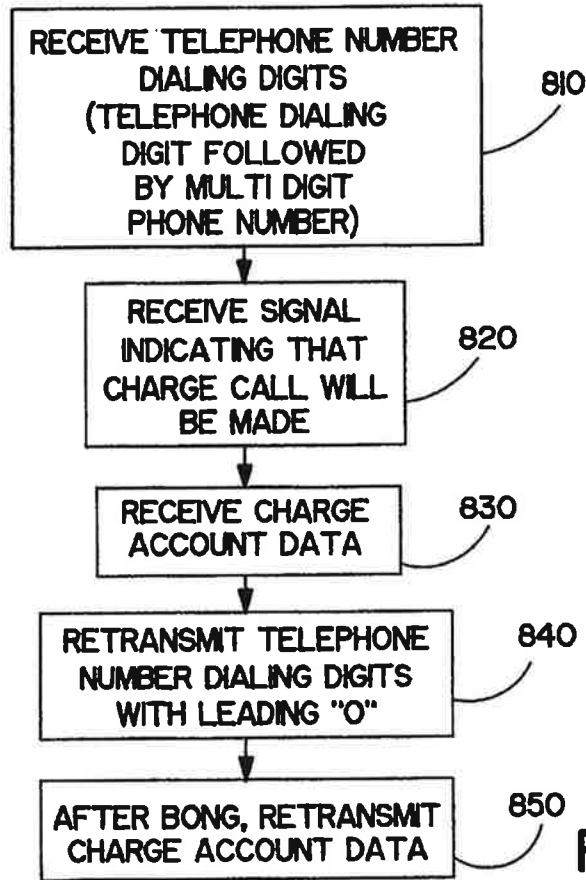 RECEIVE TELEPHONE NUMBER
DIALING DIGITS
(TELEPHONE DIALING
DIGIT FOLLOWED
BY MULTI DIGIT
PHONE NUMBER)
810
RECEIVE SIGNAL
INDICATING THAT
CHARGE CALL WILL
BE MADE
820
RECEIVE CHARGE
ACCOUNT DATA
830
RETRANSMIT TELEPHONE
NUMBER DIALING DIGITS
WITH LEADING "O"
840
AFTER BONG, RETRANSMIT
CHARGE ACCOUNT DATA
850